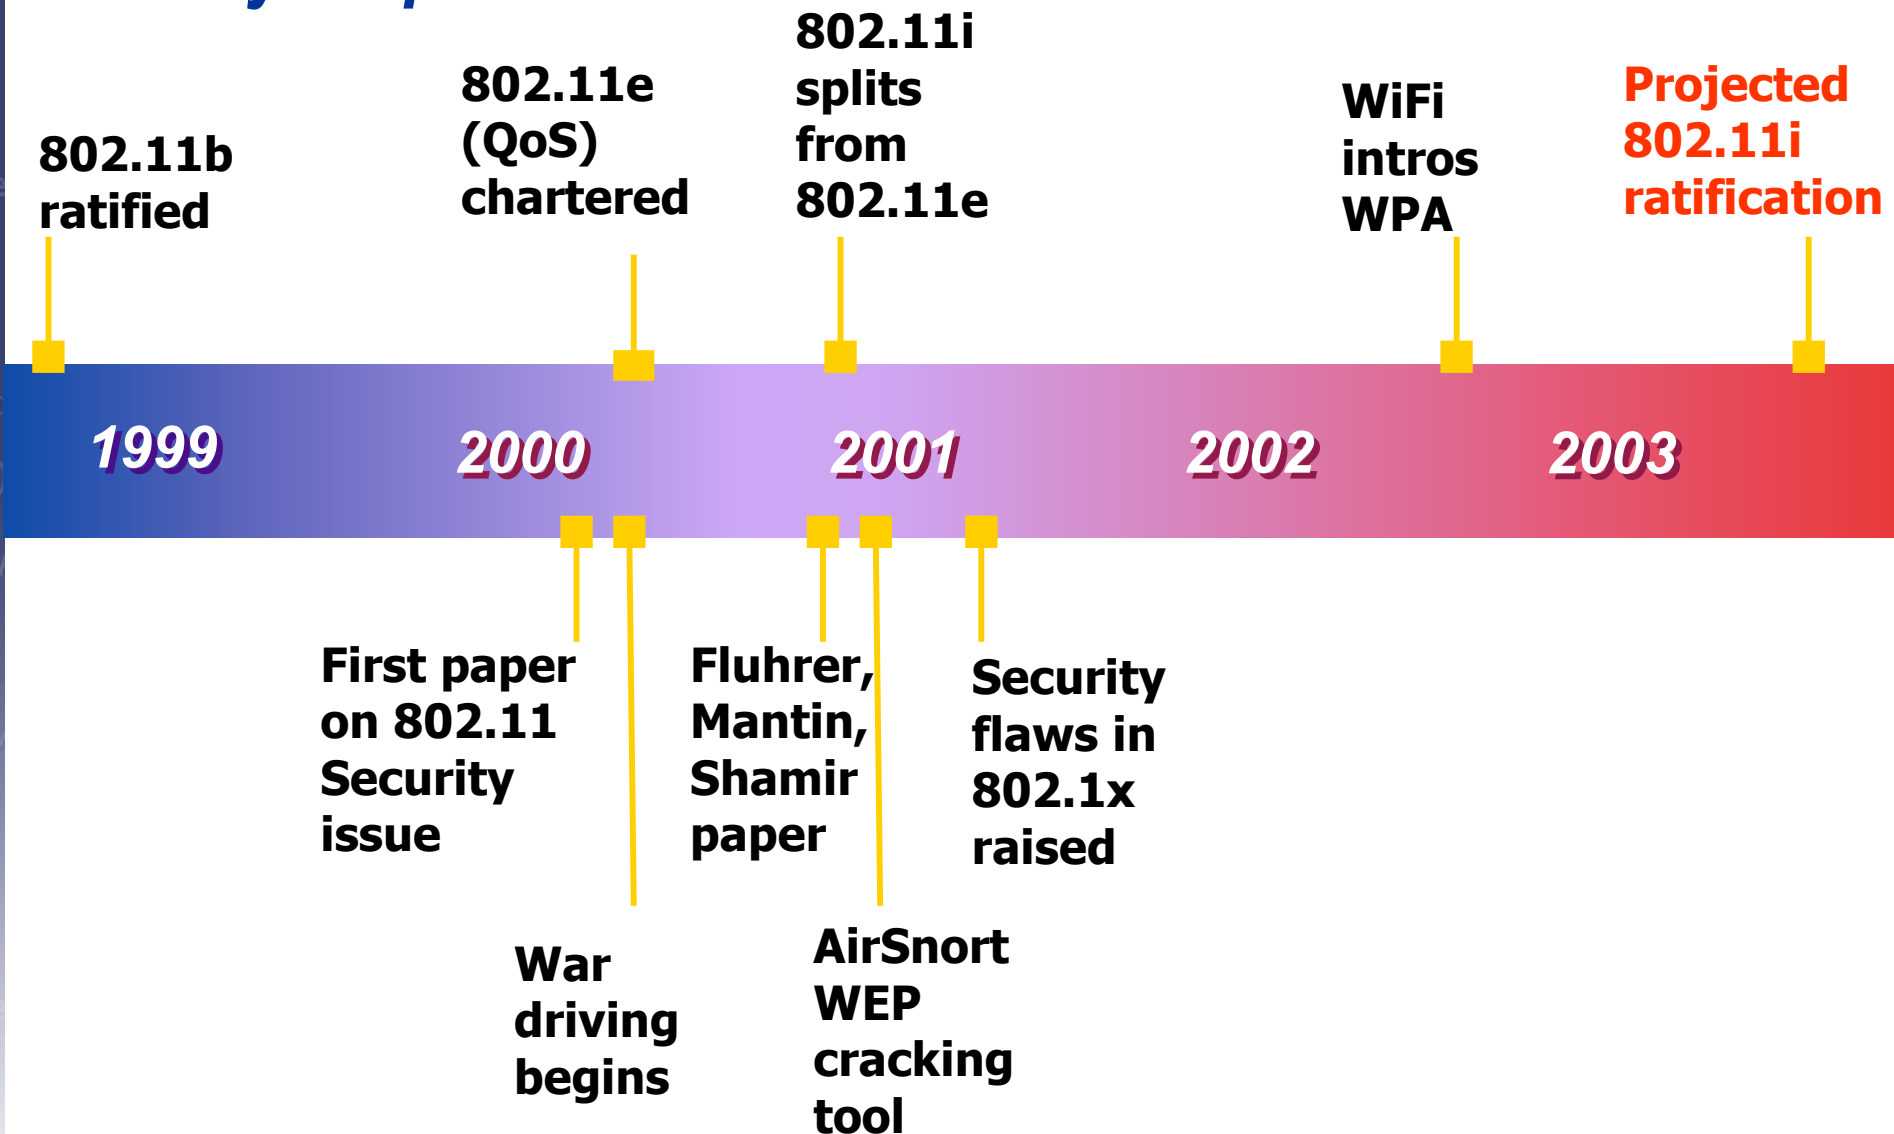 802.11b
ratified
802.11e
(QoS)
chartered
802.11i
splits
from
802.11e
WiFi
intros
WPA
Projected
802.11i
ratification
1999
2000
2001
2002
2003
First paper
on 802.11
Security
issue
War
driving
begins
Fluhrer,
Mantin,
Shamir
paper
AirSnort
WEP
cracking
tool
Security
flaws in
802.1x
raised